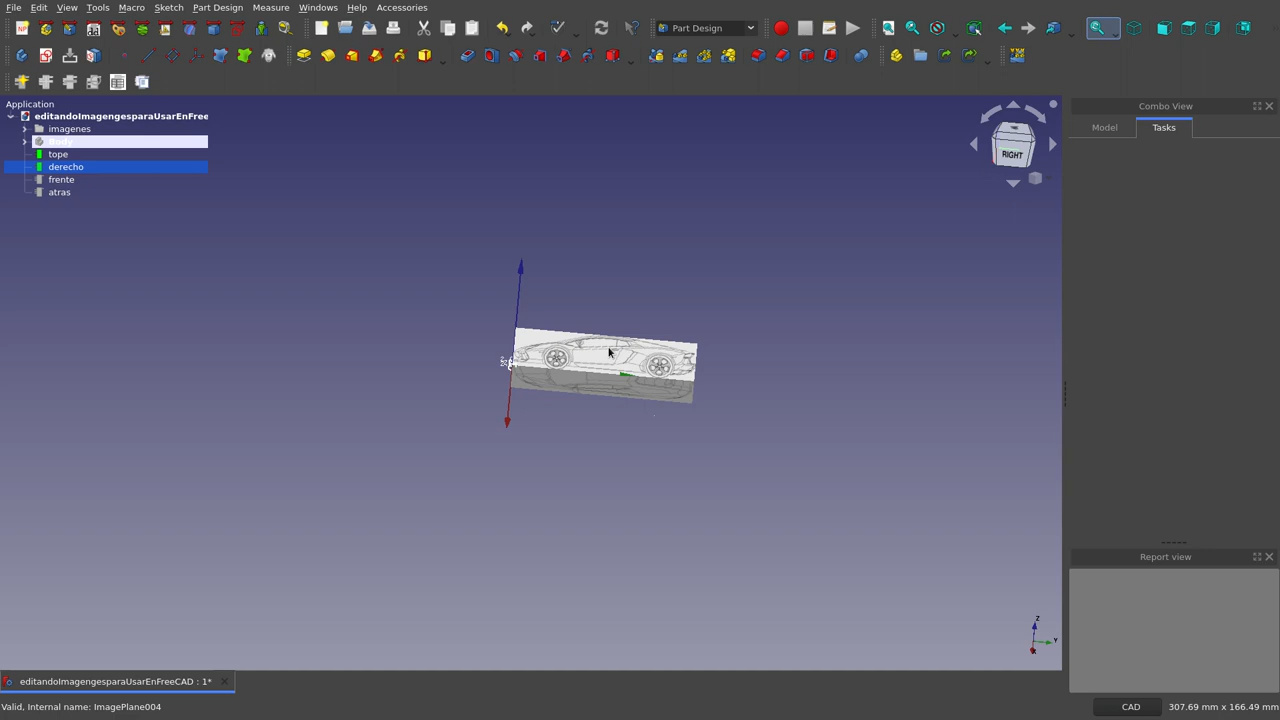 File Edit View Tools Macro Sketch Part Design Measure Windows Help Accessories
Part Design
Application
editandoImagengesparaUsarEnFree
imagenes
Body
tope
derecho
frente
atras
RIGHT
Combo View
Model Tasks
Report view
Z
Y
X
editandoImagengesparaUsarEnFreeCAD : 1*
Valid, Internal name: ImagePlane004
CAD 307.69 mm x 166.49 mm